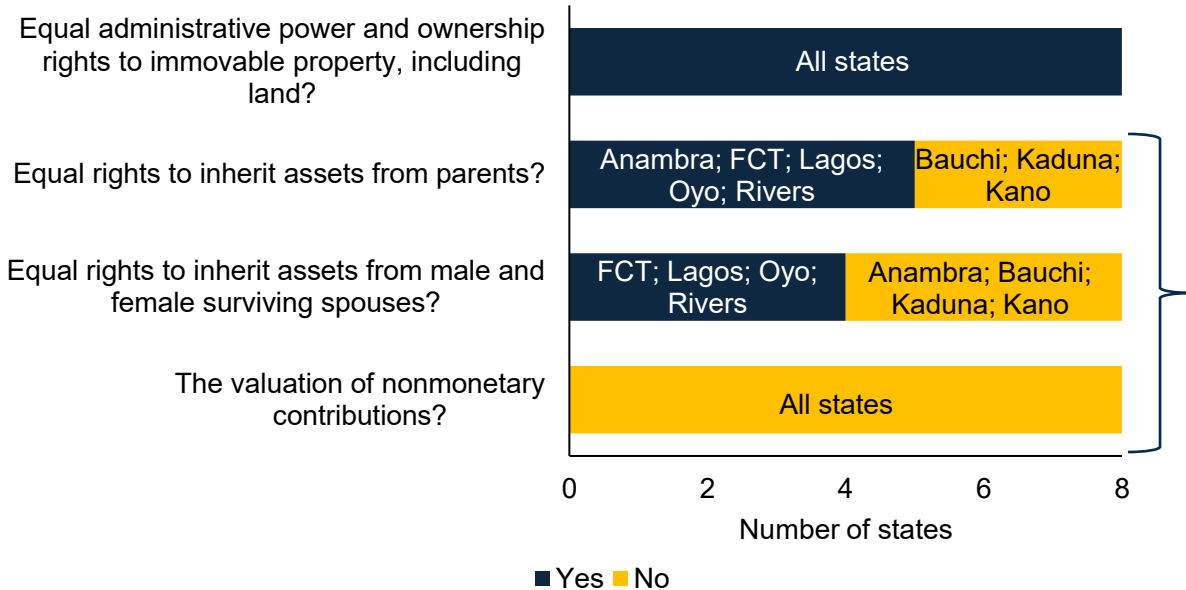 Equal administrative power and ownership
rights to immovable property, including
land?
All states
Equal rights to inherit assets from parents?
Anambra; FCT; Lagos;
Oyo; Rivers
Bauchi; Kaduna;
Kano
Equal rights to inherit assets from male and
female surviving spouses?
FCT; Lagos; Oyo;
Rivers
Anambra; Bauchi;
Kaduna; Kano
The valuation of nonmonetary
contributions?
All states
0 2 4 6 8
Number of states
Yes No